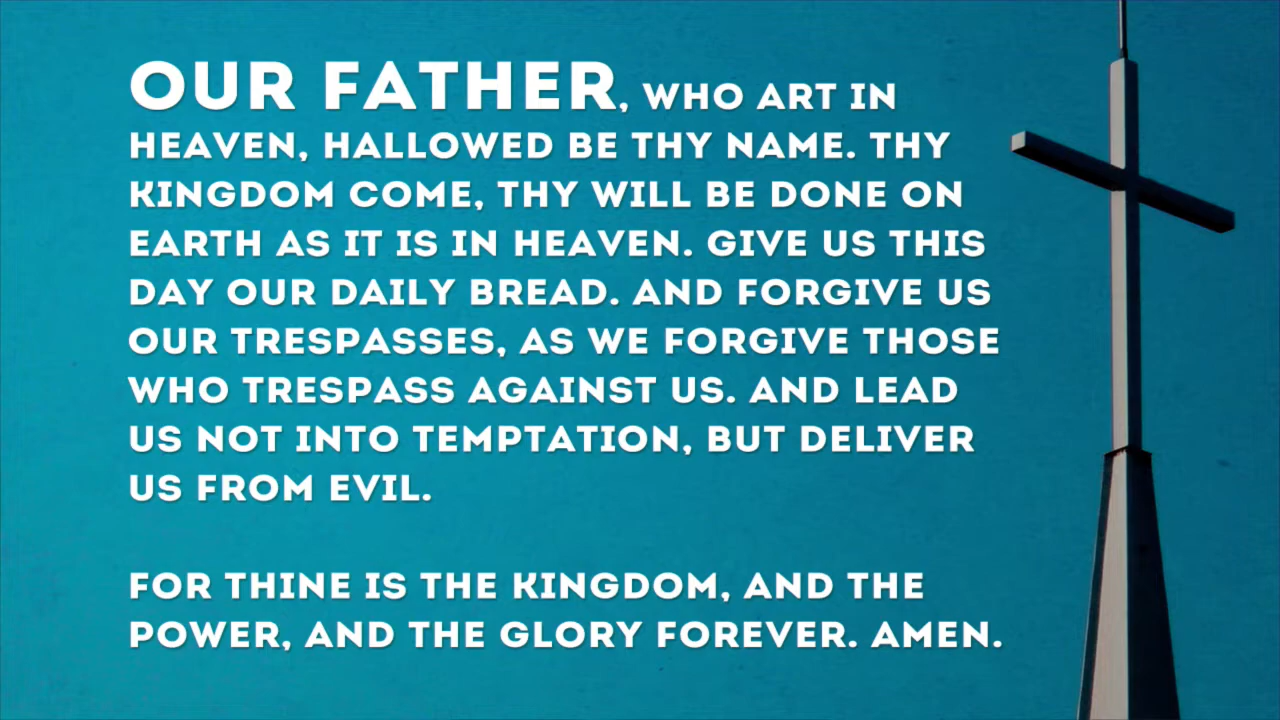 OUR FATHER, WHO ART IN
HEAVEN, HALLOWED BE THY NAME. THY
KINGDOM COME, THY WILL BE DONE ON
EARTH AS IT IS IN HEAVEN. GIVE US THIS
DAY OUR DAILY BREAD. AND FORGIVE US
OUR TRESPASSES, AS WE FORGIVE THOSE
WHO TRESPASS AGAINST US. AND LEAD
US NOT INTO TEMPTATION, BUT DELIVER
US FROM EVIL.
FOR THINE IS THE KINGDOM, AND THE
POWER, AND THE GLORY FOREVER. AMEN.